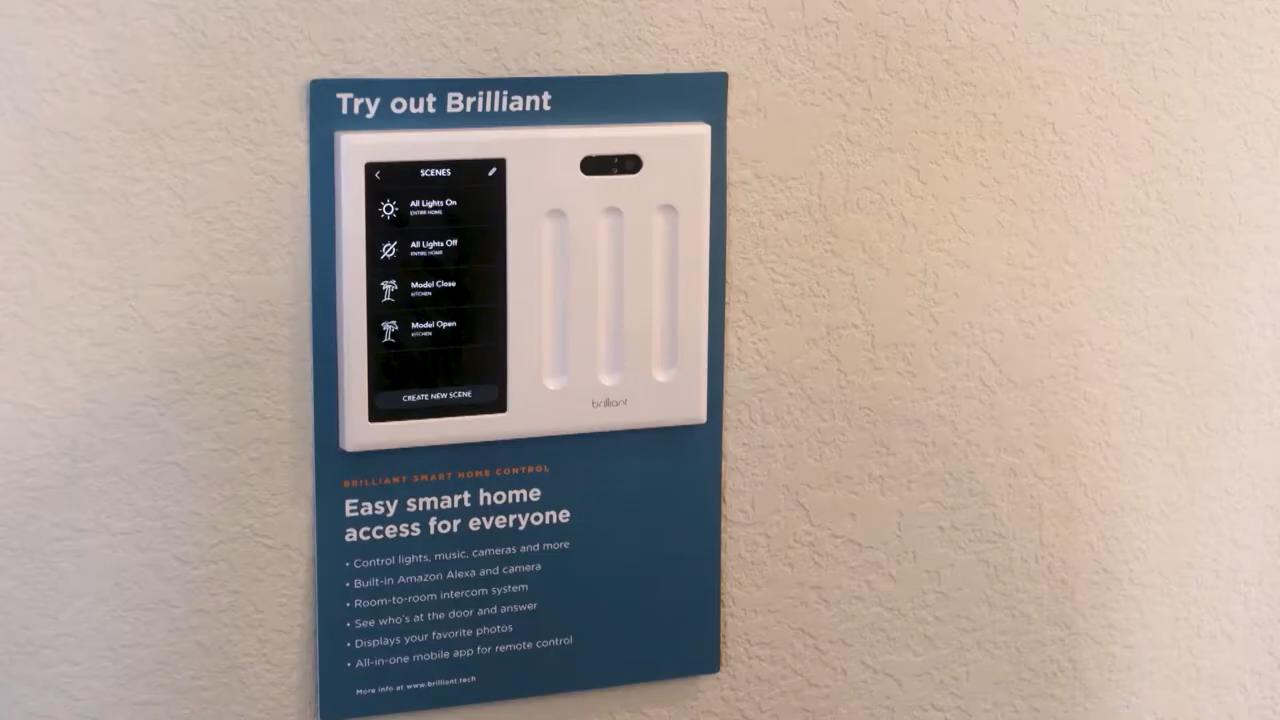 Try out Brilliant
SCENES
All Lights On
ENTIRE HOME
All Lights Off
ENTIRE HOME
Model Close
KITCHEN
Model Open
KITCHEN
CREATE NEW SCENE
brilliant
BRILLIANT SMART HOME CONTROL
Easy smart home
access for everyone
• Control lights, music, cameras and more
• Built-in Amazon Alexa and camera
• Room-to-room intercom system
• See who's at the door and answer
• Displays your favorite photos
• All-in-one mobile app for remote control
More info at www.brilliant.tech